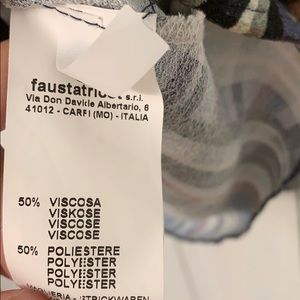 s.r.l.
Via Don Davide Albertario, 6
41012 - CARPI (MO) - ITALIA
50% VISCOSA
VISKOSE
VISCOSE
VISCOSE
50% POLIESTERE
POLYESTER
POLYESTER
POLYESTER
STRICKWAREN